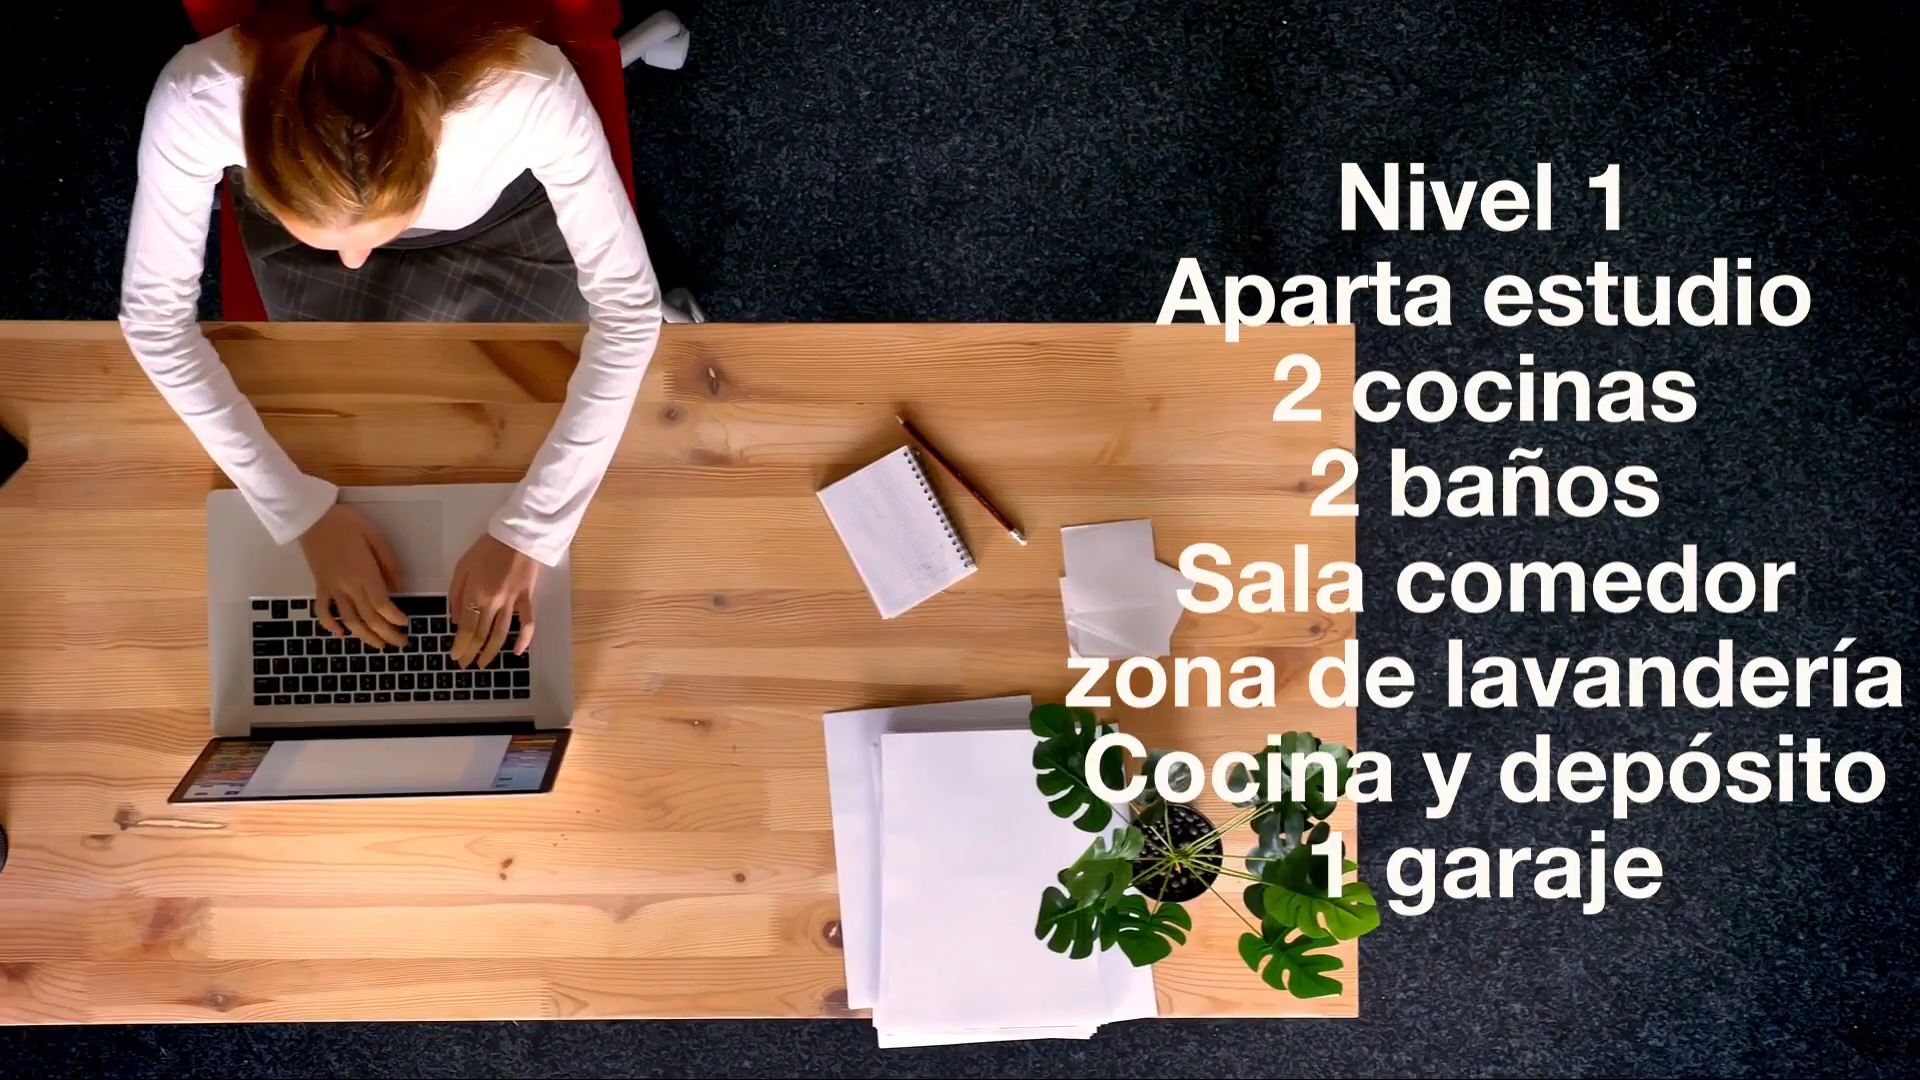 Nivel 1
Aparta estudio
2 cocinas
2 baños
Sala comedor
zona de lavandería
Cocina y depósito
1 garaje